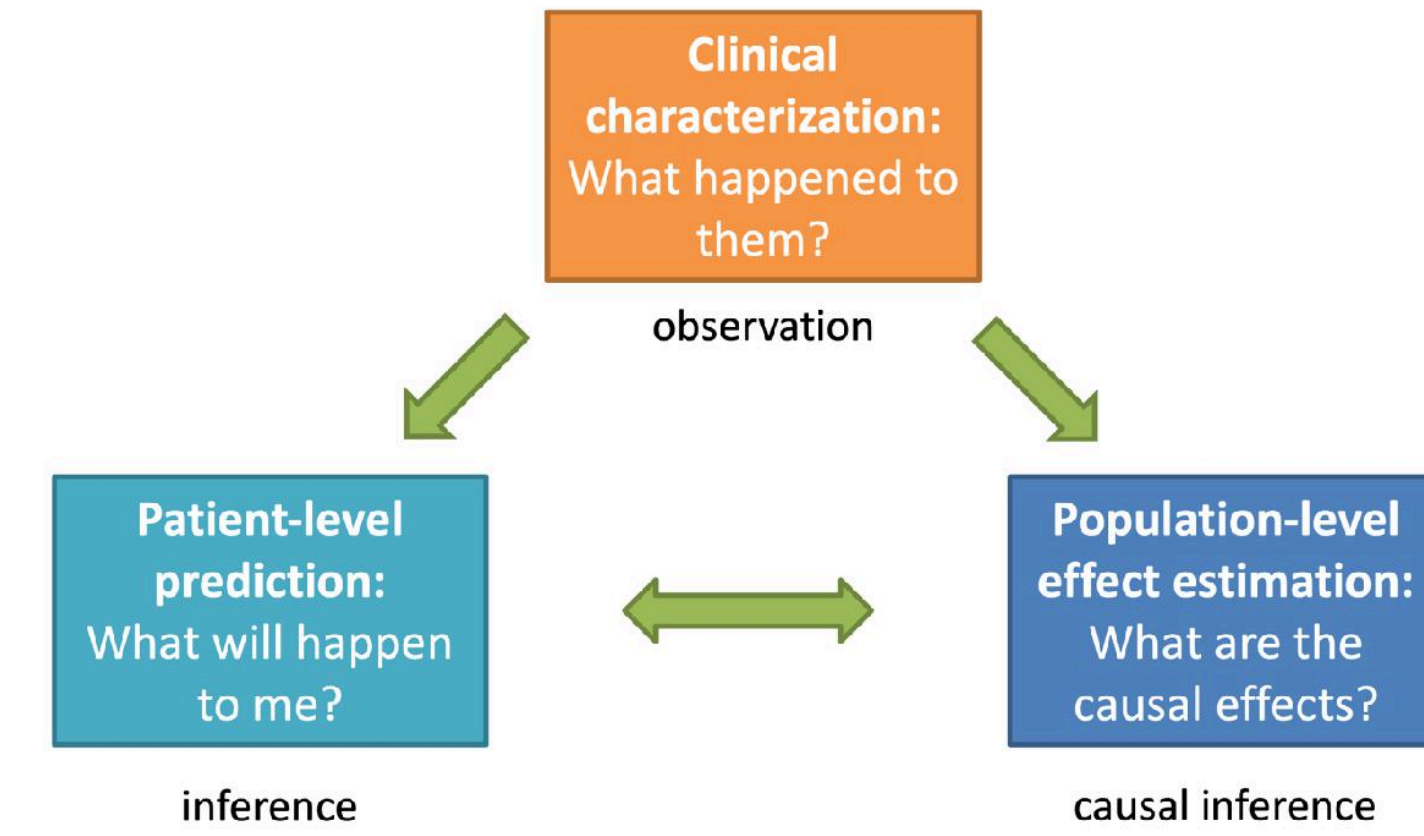 Clinical
characterization:
What happened to
them?
observation
Patient-level
prediction:
What will happen
to me?
inference
Population-level
effect estimation:
What are the
causal effects?
causal inference